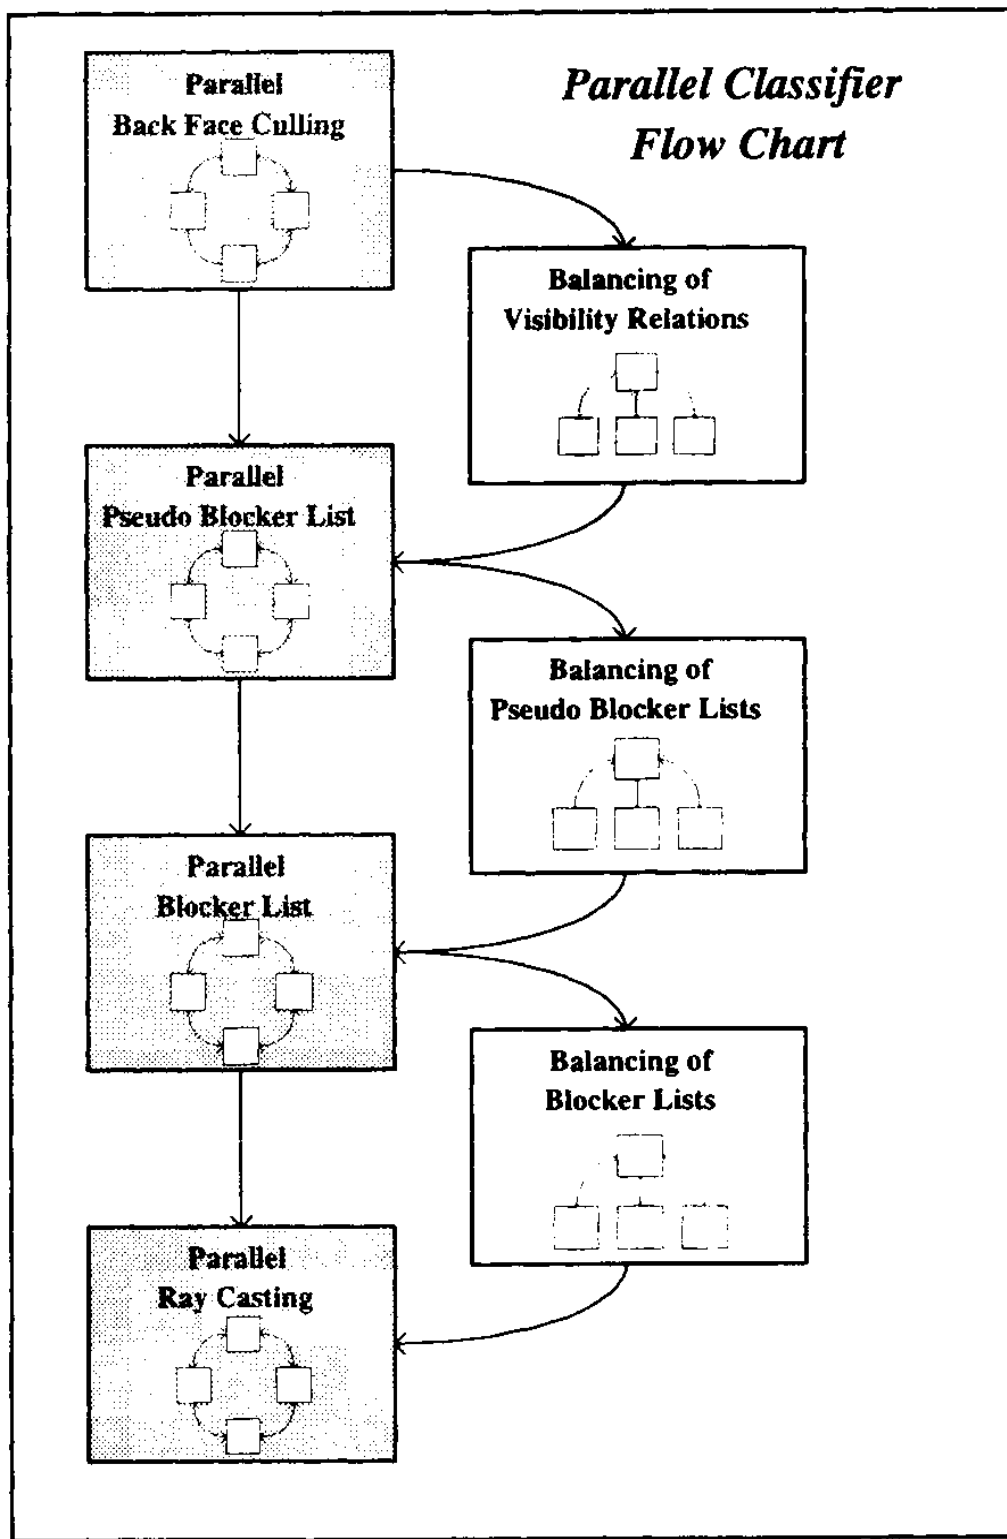 Parallel Classifier
Flow Chart
Parallel
Back Face Culling
Balancing of
Visibility Relations
Parallel
Pseudo Blocker List
Balancing of
Pseudo Blocker Lists
Parallel
Blocker List
Balancing of
Blocker Lists
Parallel
Ray Casting